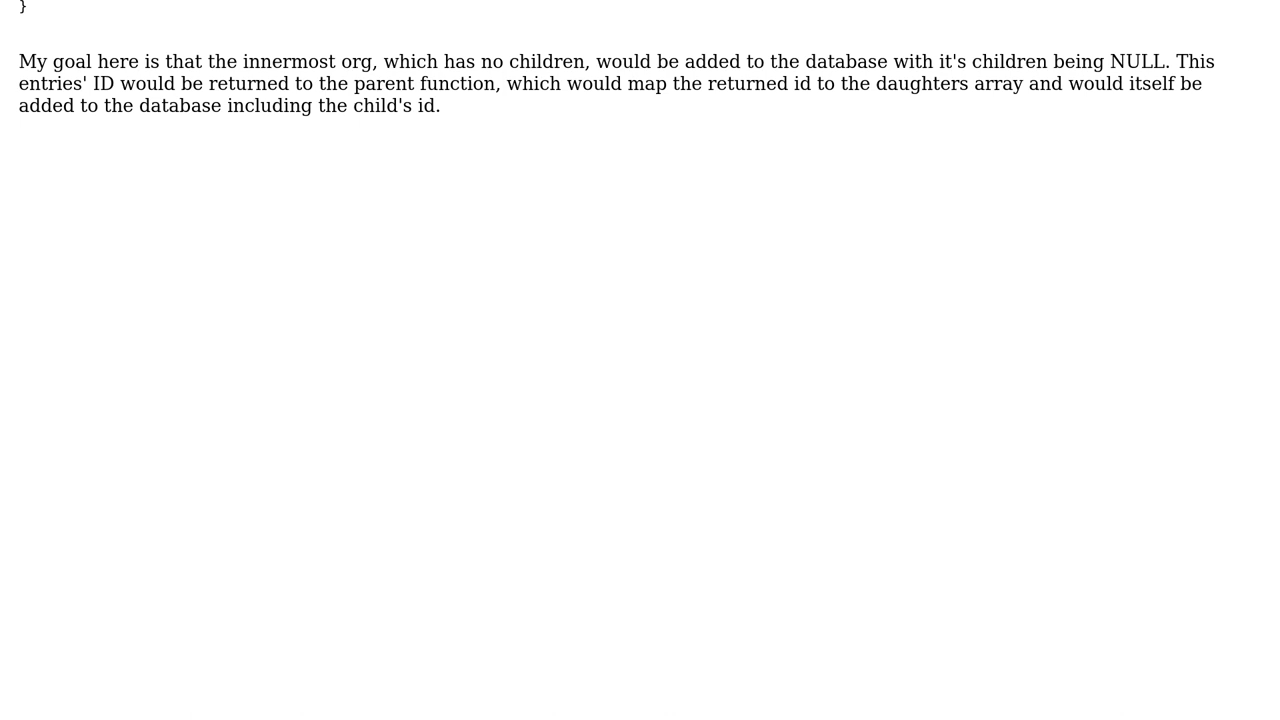 }
My goal here is that the innermost org, which has no children, would be added to the database with it's children being NULL. This
entries' ID would be returned to the parent function, which would map the returned id to the daughters array and would itself be
added to the database including the child's id.